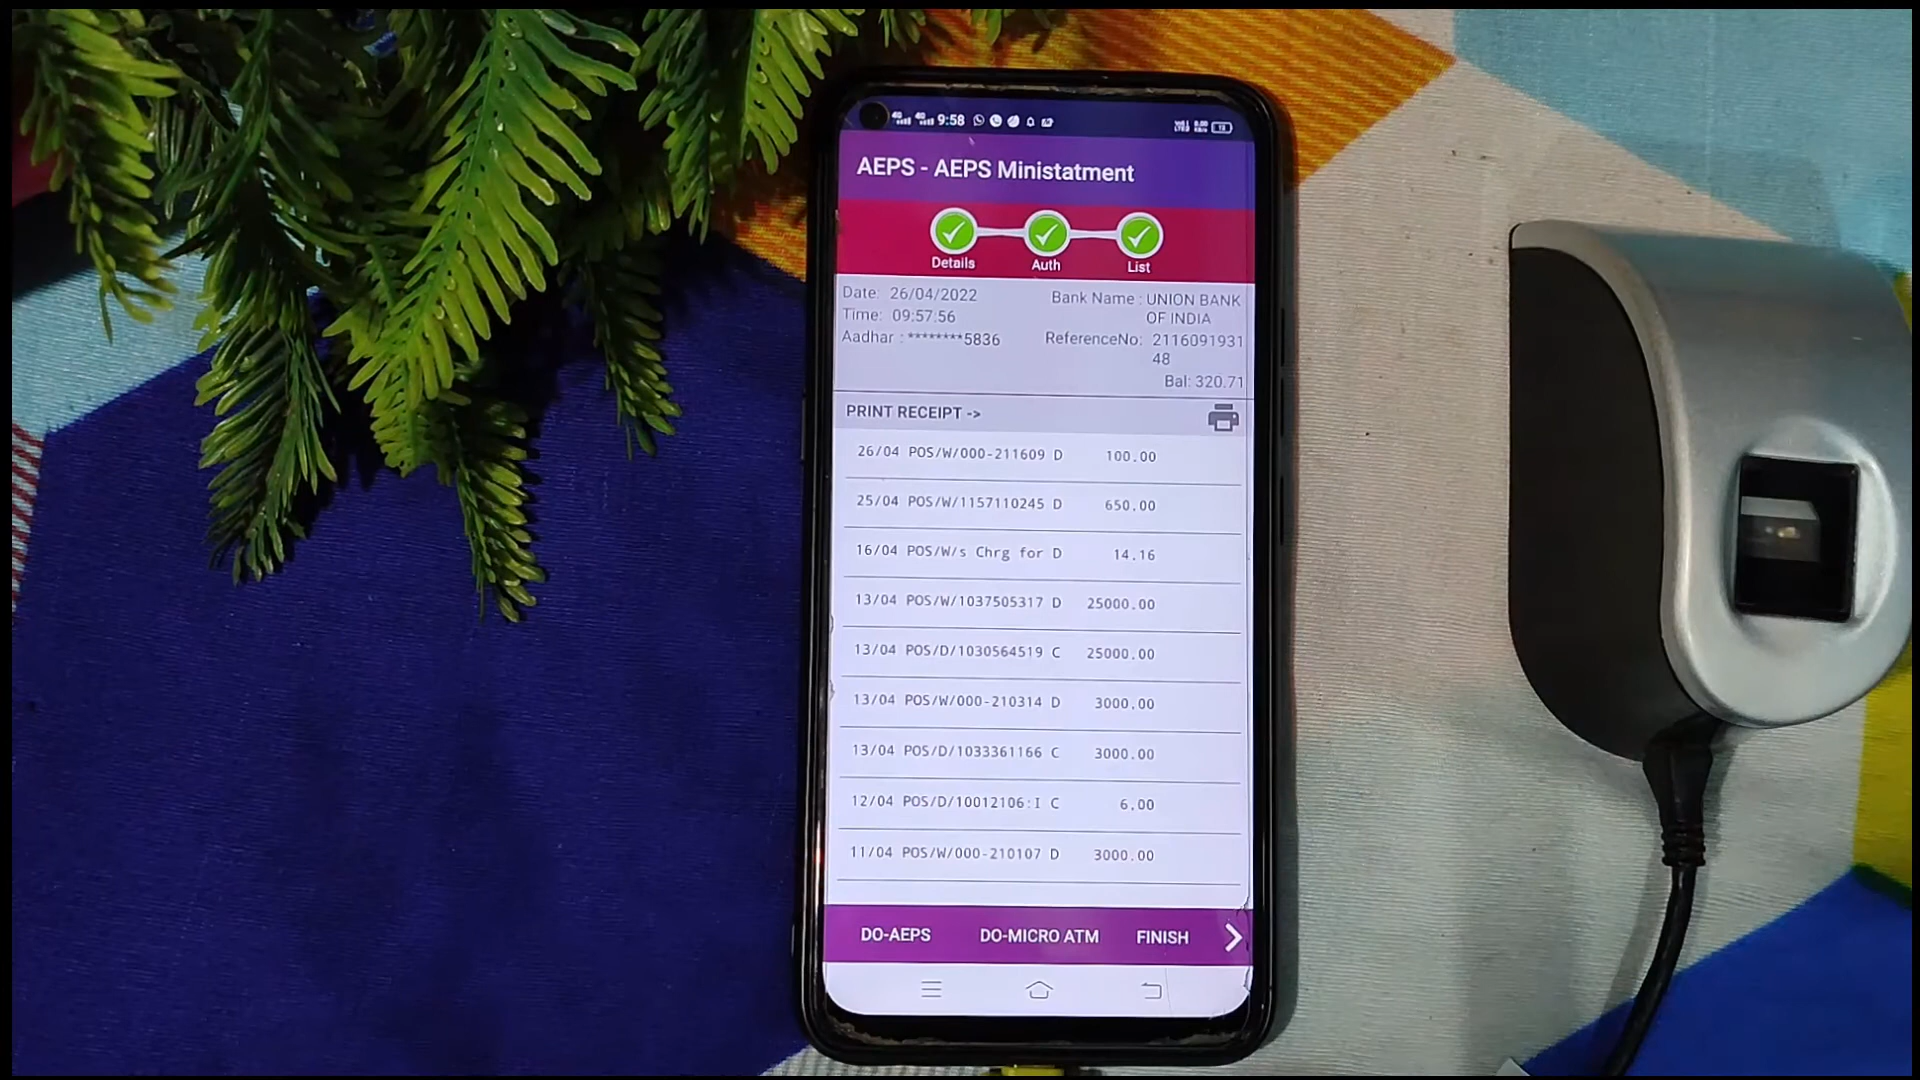 9:58
AEPS - AEPS Ministatment
Details
Auth
List
Date: 26/04/2022
Time: 09:57:56
Aadhar : ********5836
Bank Name : UNION BANK
OF INDIA
ReferenceNo: 2116091931
48
Bal: 320.71
PRINT RECEIPT ->
26/04 POS/W/000-211609 D 100.00
25/04 POS/W/1157110245 D 650.00
16/04 POS/W/s Chrg for D 14.16
13/04 POS/W/1037505317 D 25000.00
13/04 POS/D/1030564519 C 25000.00
13/04 POS/W/000-210314 D 3000.00
13/04 POS/D/1033361166 C 3000.00
12/04 POS/D/10012106:I C 6.00
11/04 POS/W/000-210107 D 3000.00
DO-AEPS
DO-MICRO ATM
FINISH